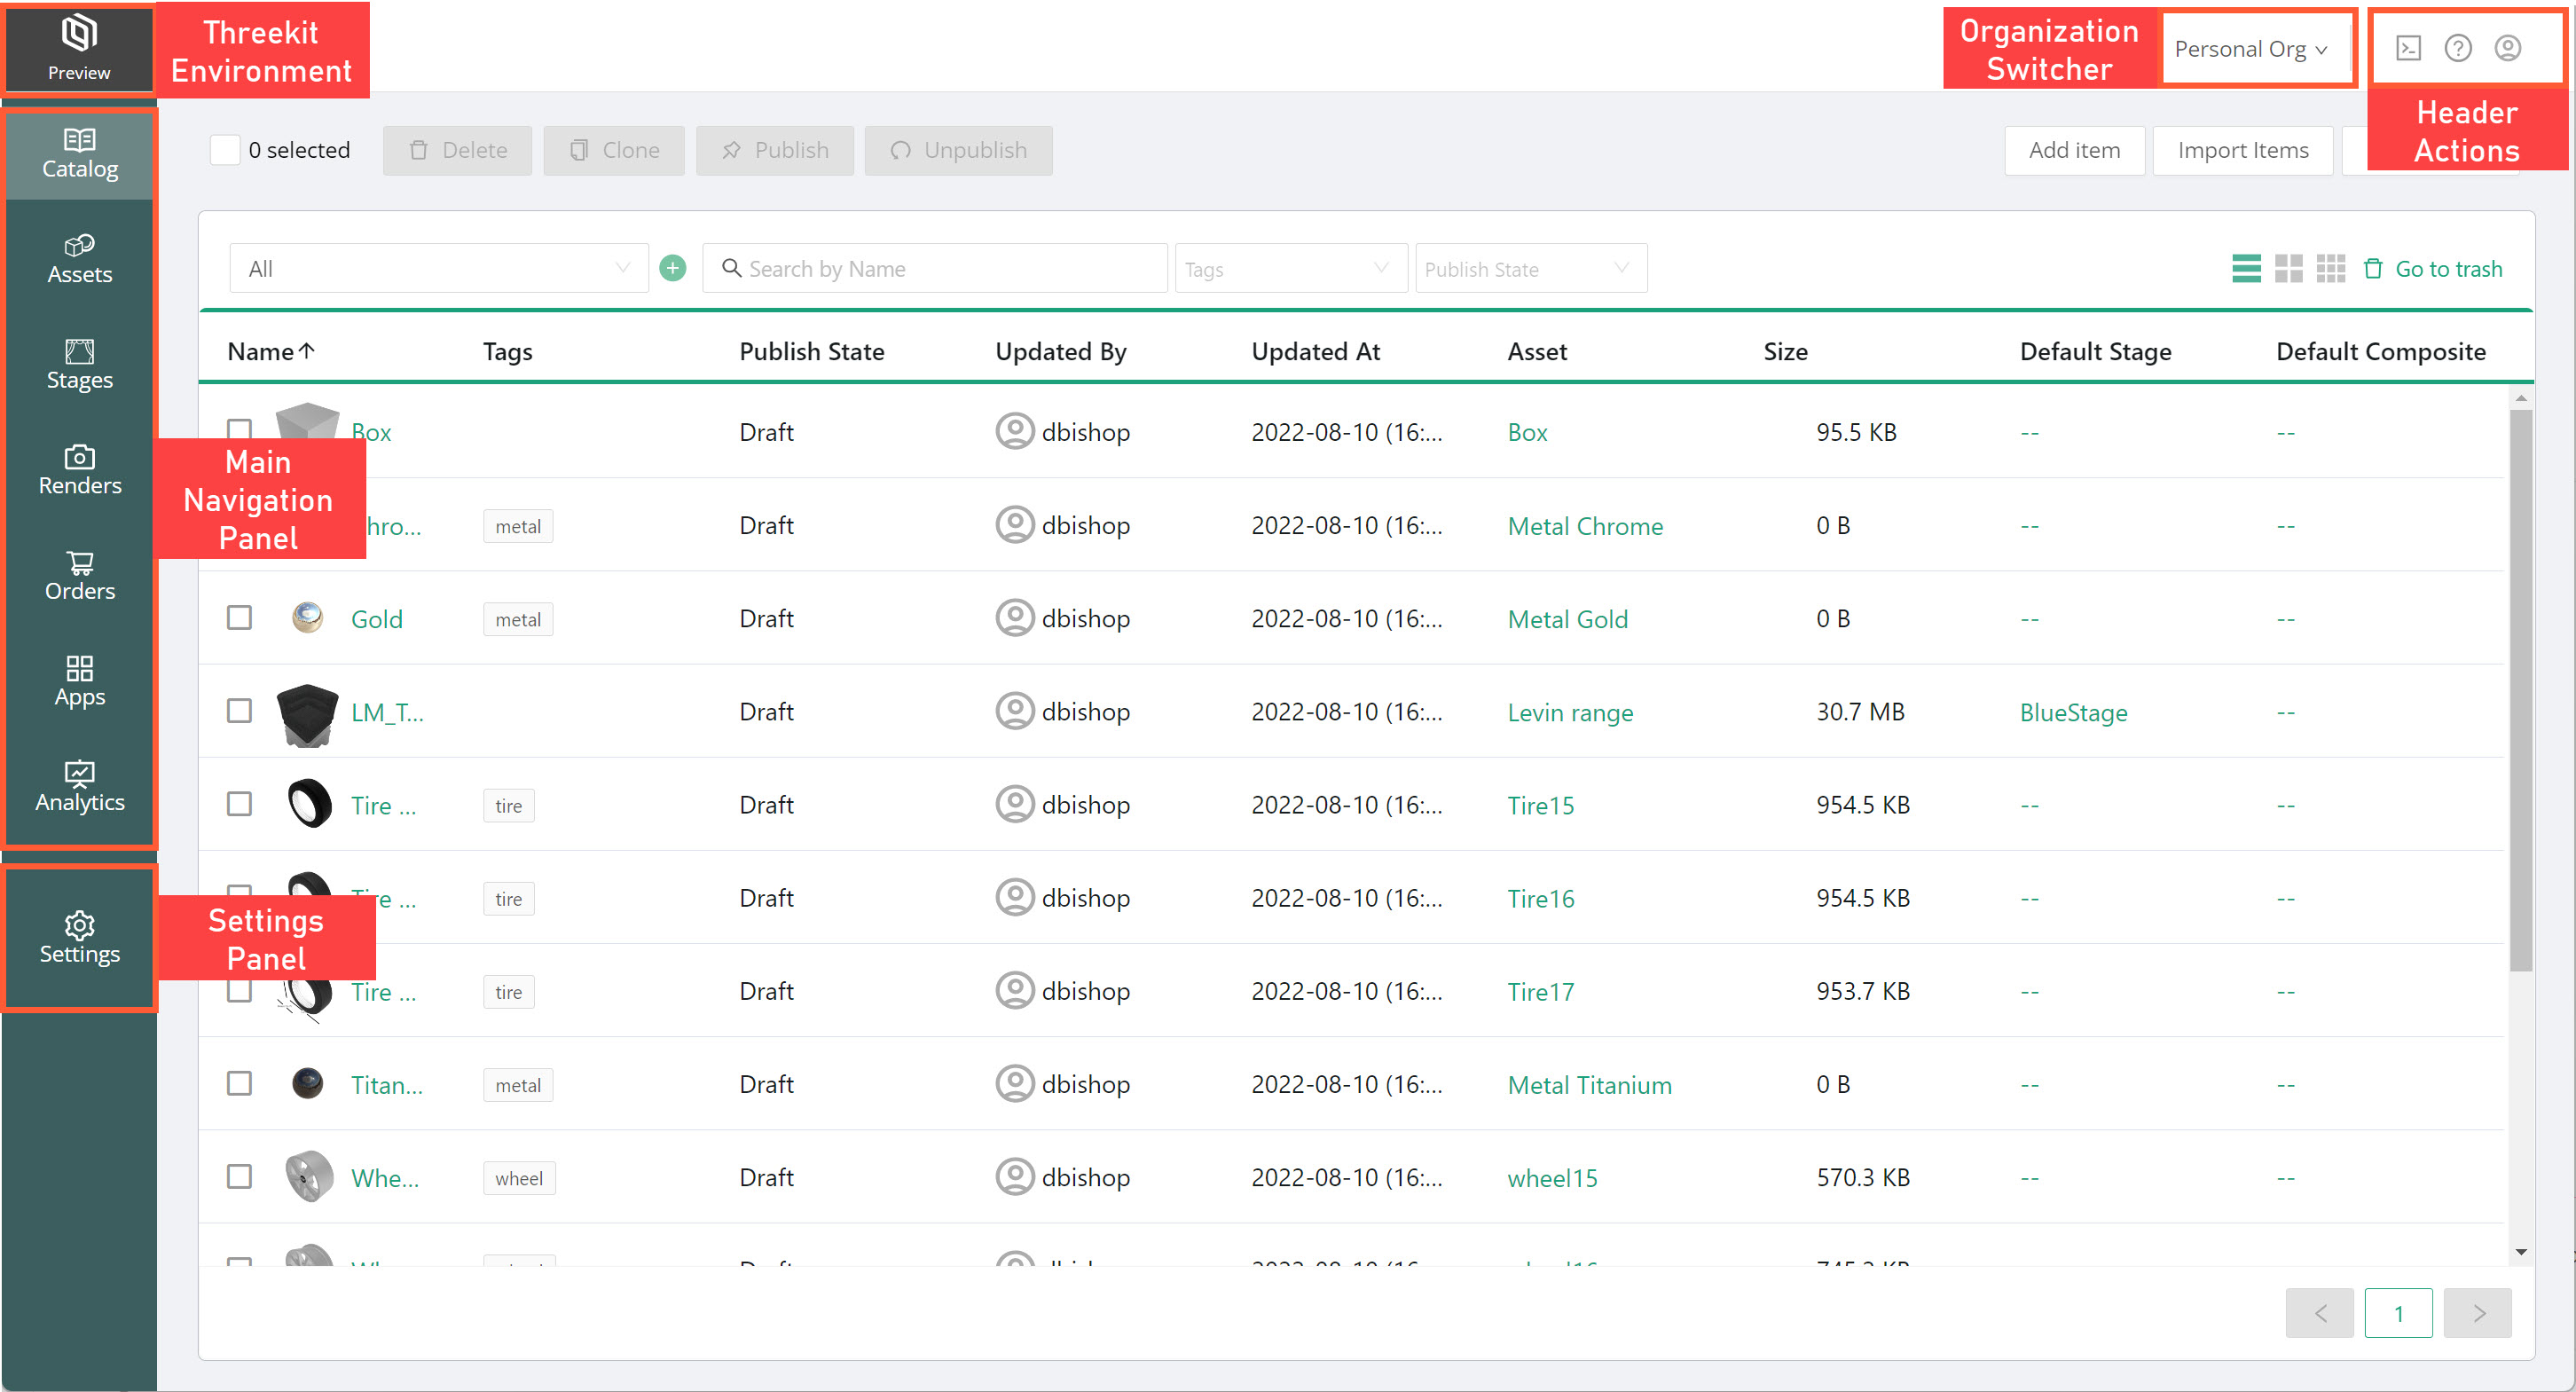 Preview
Threekit
Environment
Organization
Switcher
Personal Org
Header
Actions
Catalog
Assets
Stages
Renders
Orders
Apps
Analytics
Settings
Main
Navigation
Panel
Settings
Panel
0 selected Delete Clone Publish Unpublish Add item Import Items
All Search by Name Tags Publish State Go to trash
Name Tags Publish State Updated By Updated At Asset Size Default Stage Default Composite
Box Draft dbishop 2022-08-10 (16:... Box 95.5 KB -- --
hro... metal Draft dbishop 2022-08-10 (16:... Metal Chrome 0 B -- --
Gold metal Draft dbishop 2022-08-10 (16:... Metal Gold 0 B -- --
LM_T... Draft dbishop 2022-08-10 (16:... Levin range 30.7 MB BlueStage --
Tire ... tire Draft dbishop 2022-08-10 (16:... Tire15 954.5 KB -- --
Tire ... tire Draft dbishop 2022-08-10 (16:... Tire16 954.5 KB -- --
Tire ... tire Draft dbishop 2022-08-10 (16:... Tire17 953.7 KB -- --
Titan... metal Draft dbishop 2022-08-10 (16:... Metal Titanium 0 B -- --
Whe... wheel Draft dbishop 2022-08-10 (16:... wheel15 570.3 KB -- --
1